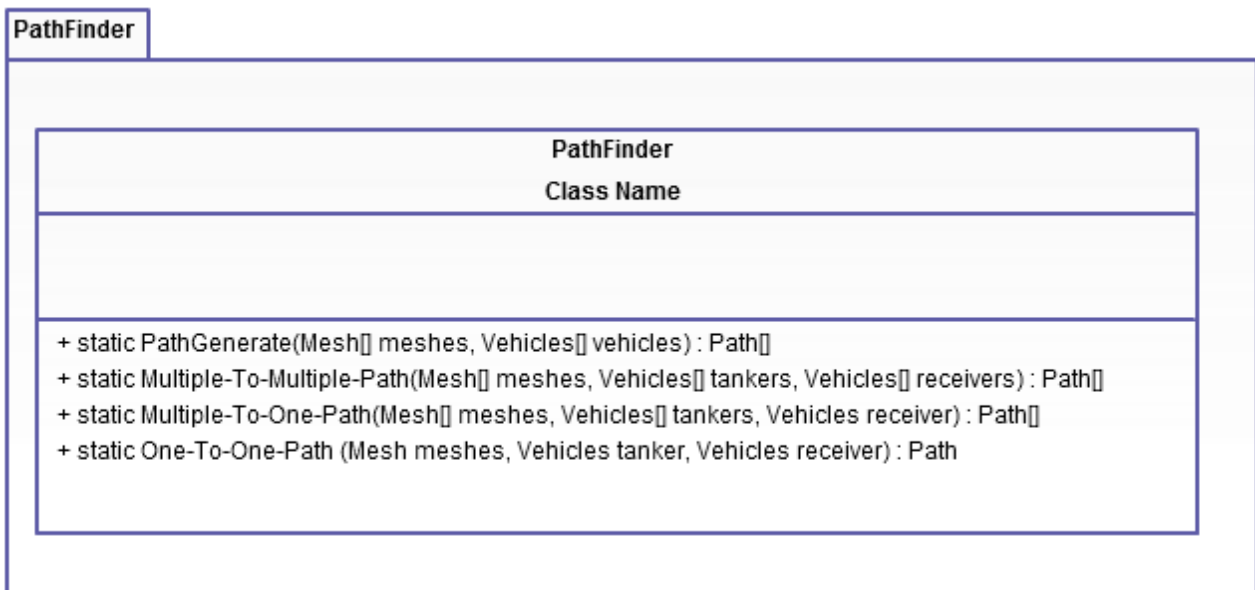 PathFinder
PathFinder
Class Name
+ static PathGenerate(Mesh[] meshes, Vehicles[] vehicles) : Path[]
+ static Multiple-To-Multiple-Path(Mesh[] meshes, Vehicles[] tankers, Vehicles[] receivers) : Path[]
+ static Multiple-To-One-Path(Mesh[] meshes, Vehicles[] tankers, Vehicles receiver) : Path[]
+ static One-To-One-Path (Mesh meshes, Vehicles tanker, Vehicles receiver) : Path